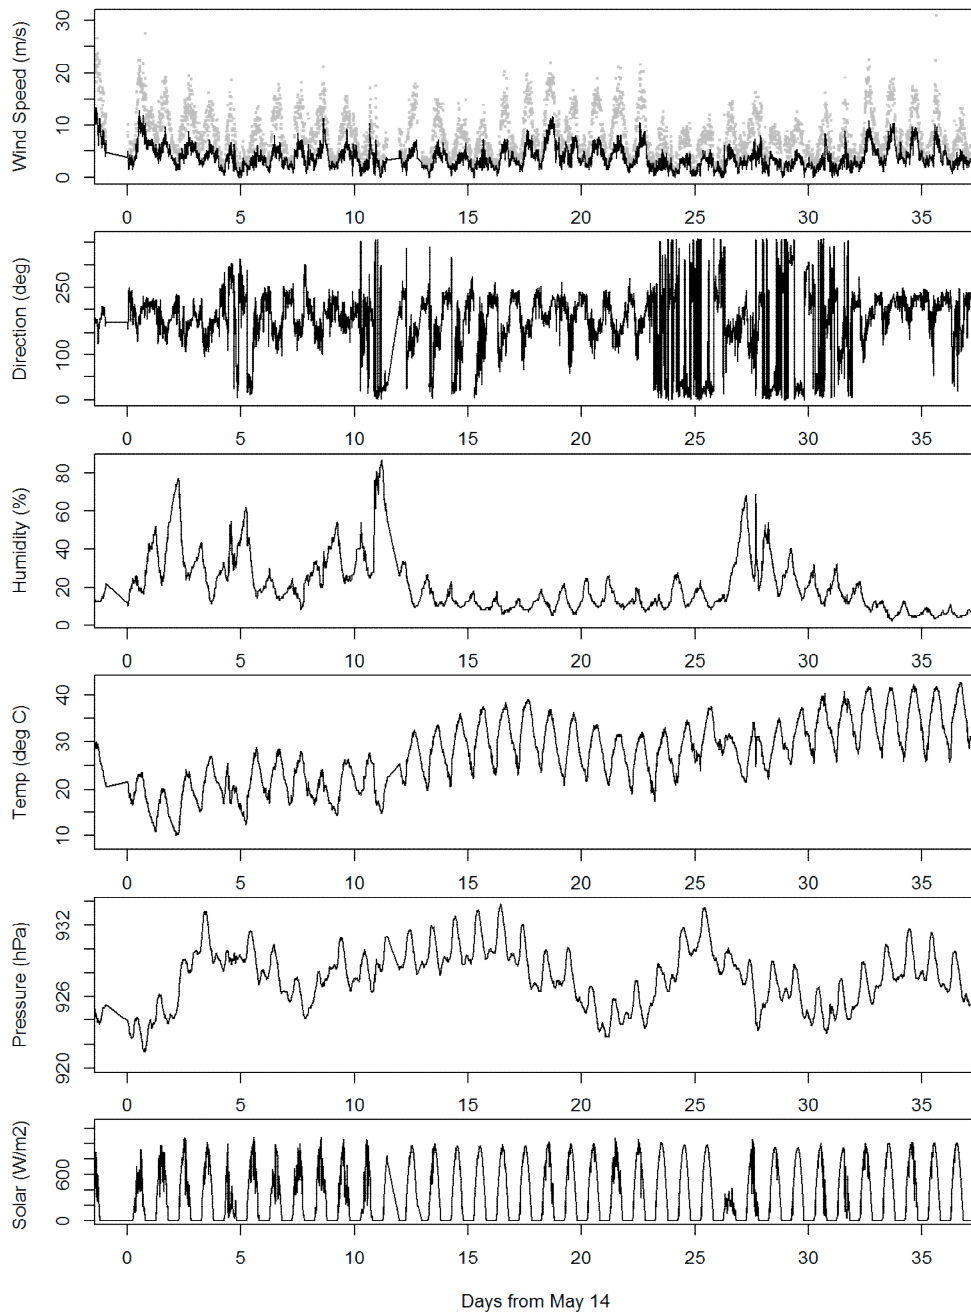 Wind Speed (m/s)
30
20
10
0
0 5 10 15 20 25 30 35
Direction (deg)
250
100
0
0 5 10 15 20 25 30 35
Humidity (%)
80
60
40
20
0
0 5 10 15 20 25 30 35
Temp (deg C)
40
30
20
10
0 5 10 15 20 25 30 35
Pressure (hPa)
932
926
920
0 5 10 15 20 25 30 35
Solar (W/m2)
600
0
0 5 10 15 20 25 30 35
Days from May 14